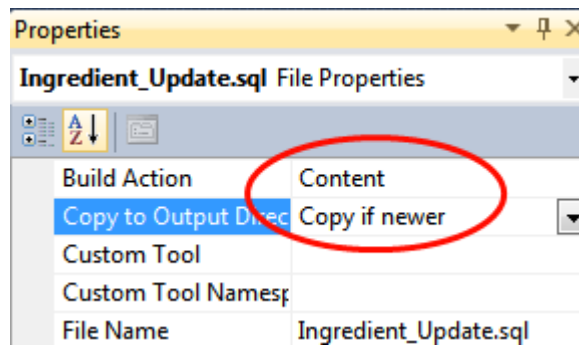 Properties
Ingredient_Update.sql File Properties
A
Z
Build Action Content
Copy to Output Direc Copy if newer
Custom Tool
Custom Tool Namesp
File Name Ingredient_Update.sql